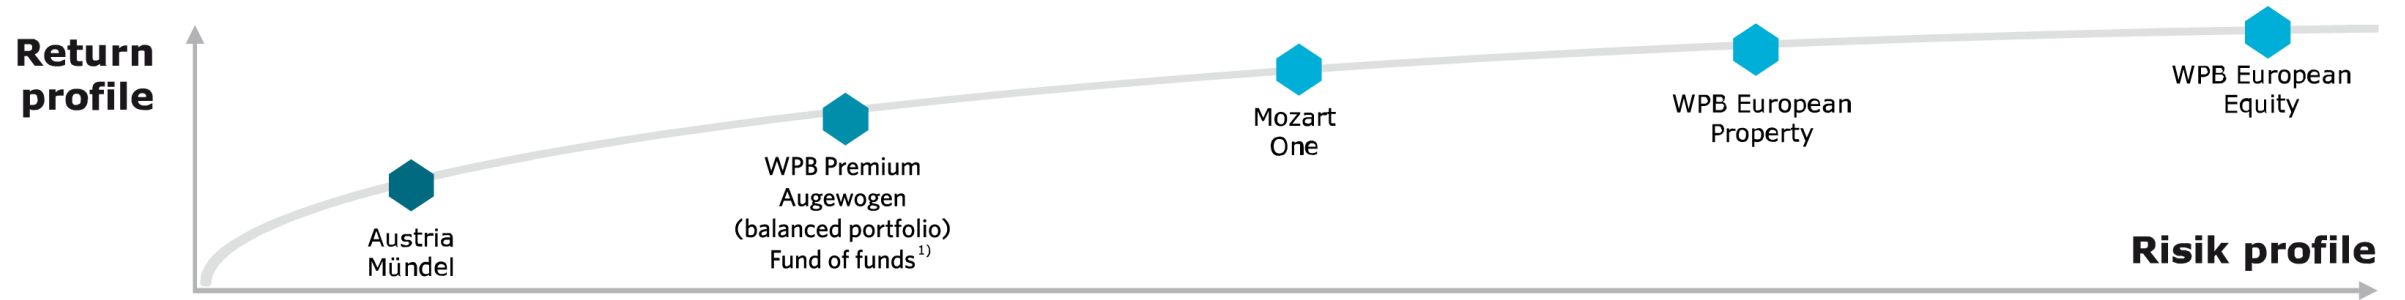 Return
profile
Austria
Mündel
WPB Premium
Augewogen
(balanced portfolio)
Fund of funds 1)
Mozart
One
WPB European
Property
WPB European
Equity
Risik profile